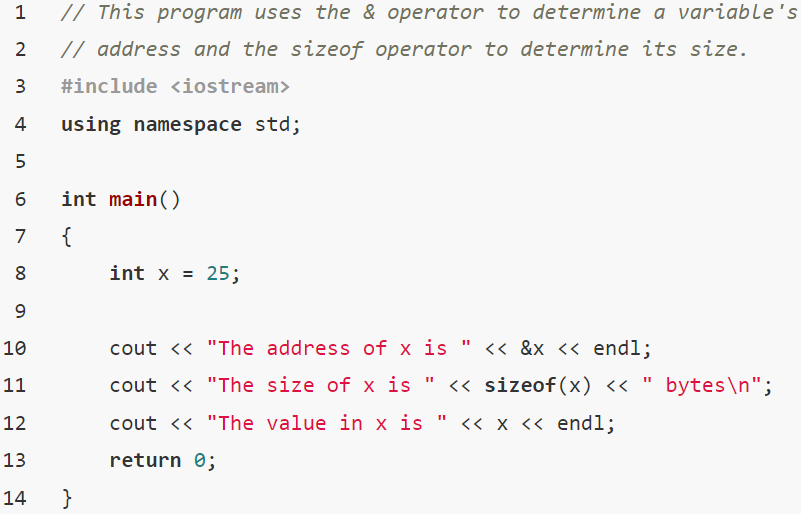 1 // This program uses the & operator to determine a variable's
2 // address and the sizeof operator to determine its size.
3 #include <iostream>
4 using namespace std;
5
6 int main()
7 {
8     int x = 25;
9
10     cout << "The address of x is " << &x << endl;
11     cout << "The size of x is " << sizeof(x) << " bytes\n";
12     cout << "The value in x is " << x << endl;
13     return 0;
14 }